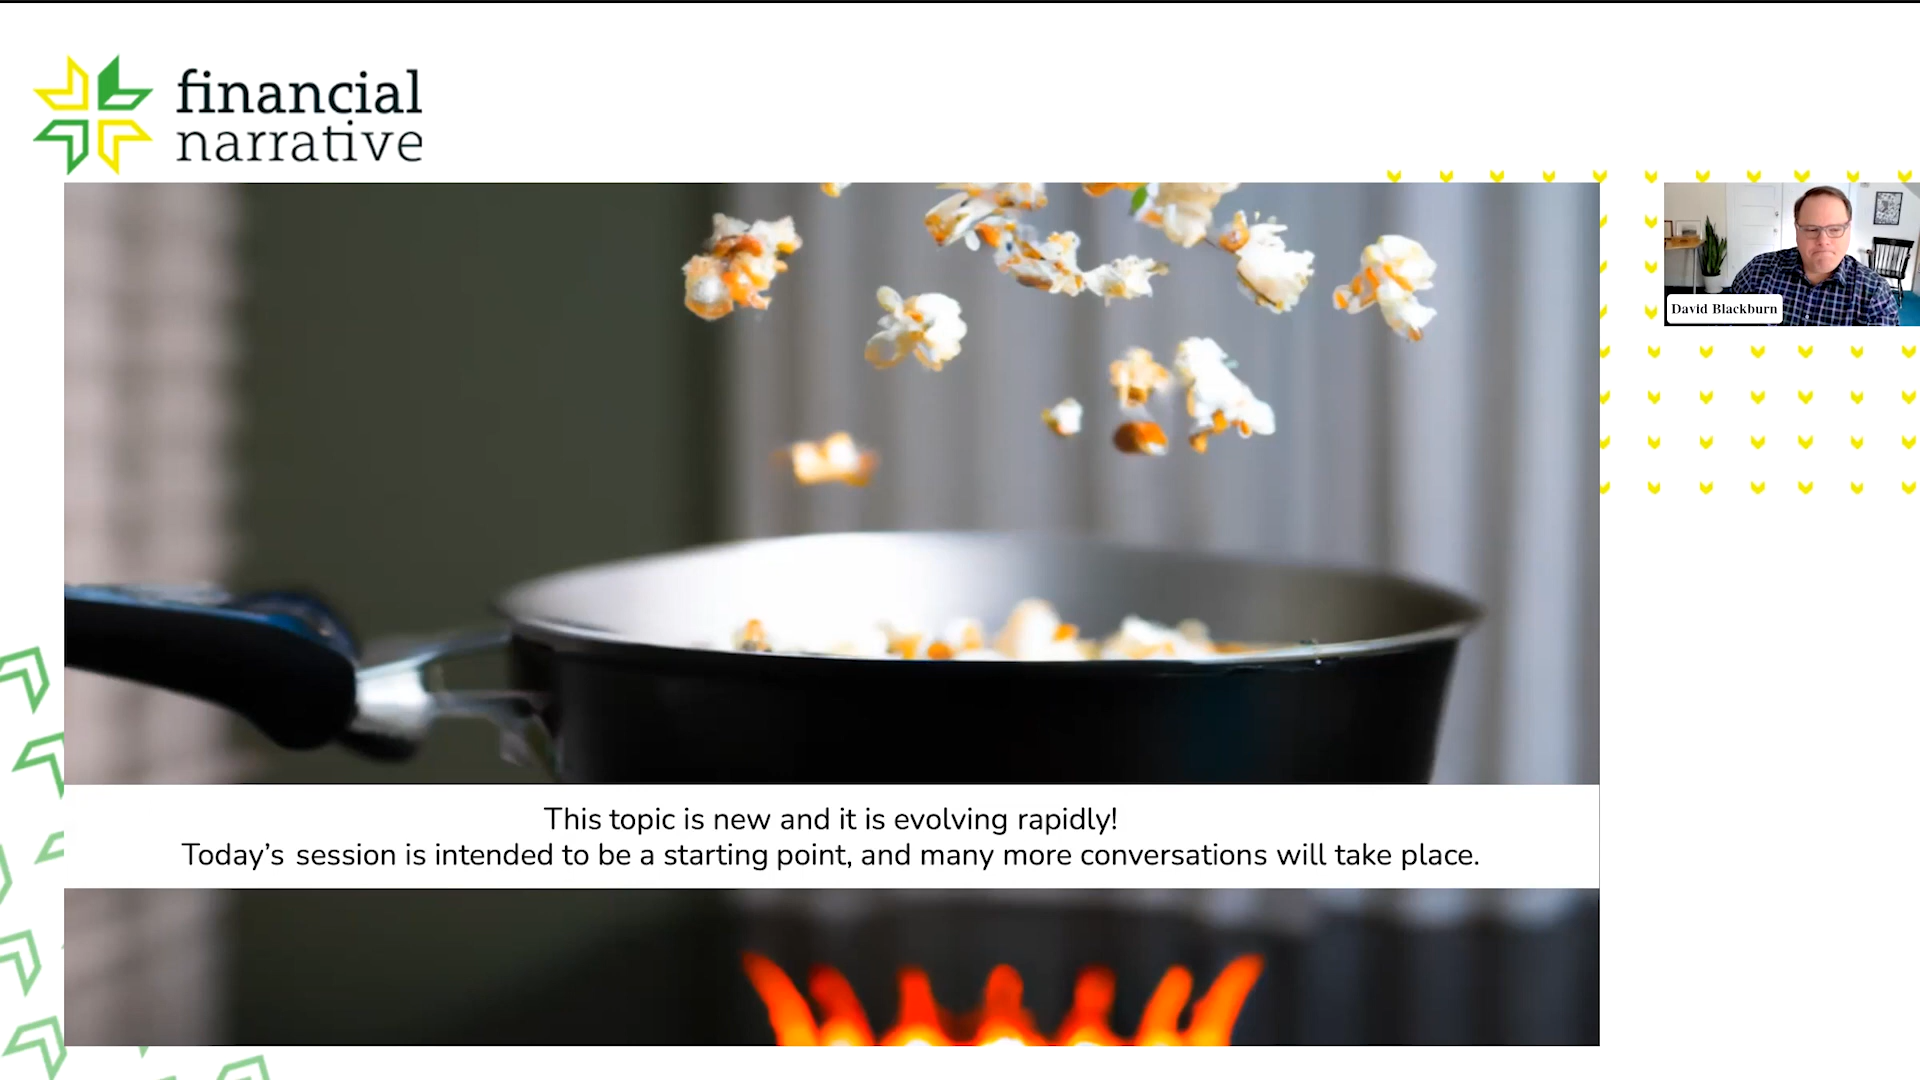 financial
narrative
David Blackburn
This topic is new and it is evolving rapidly!
Today's session is intended to be a starting point, and many more conversations will take place.